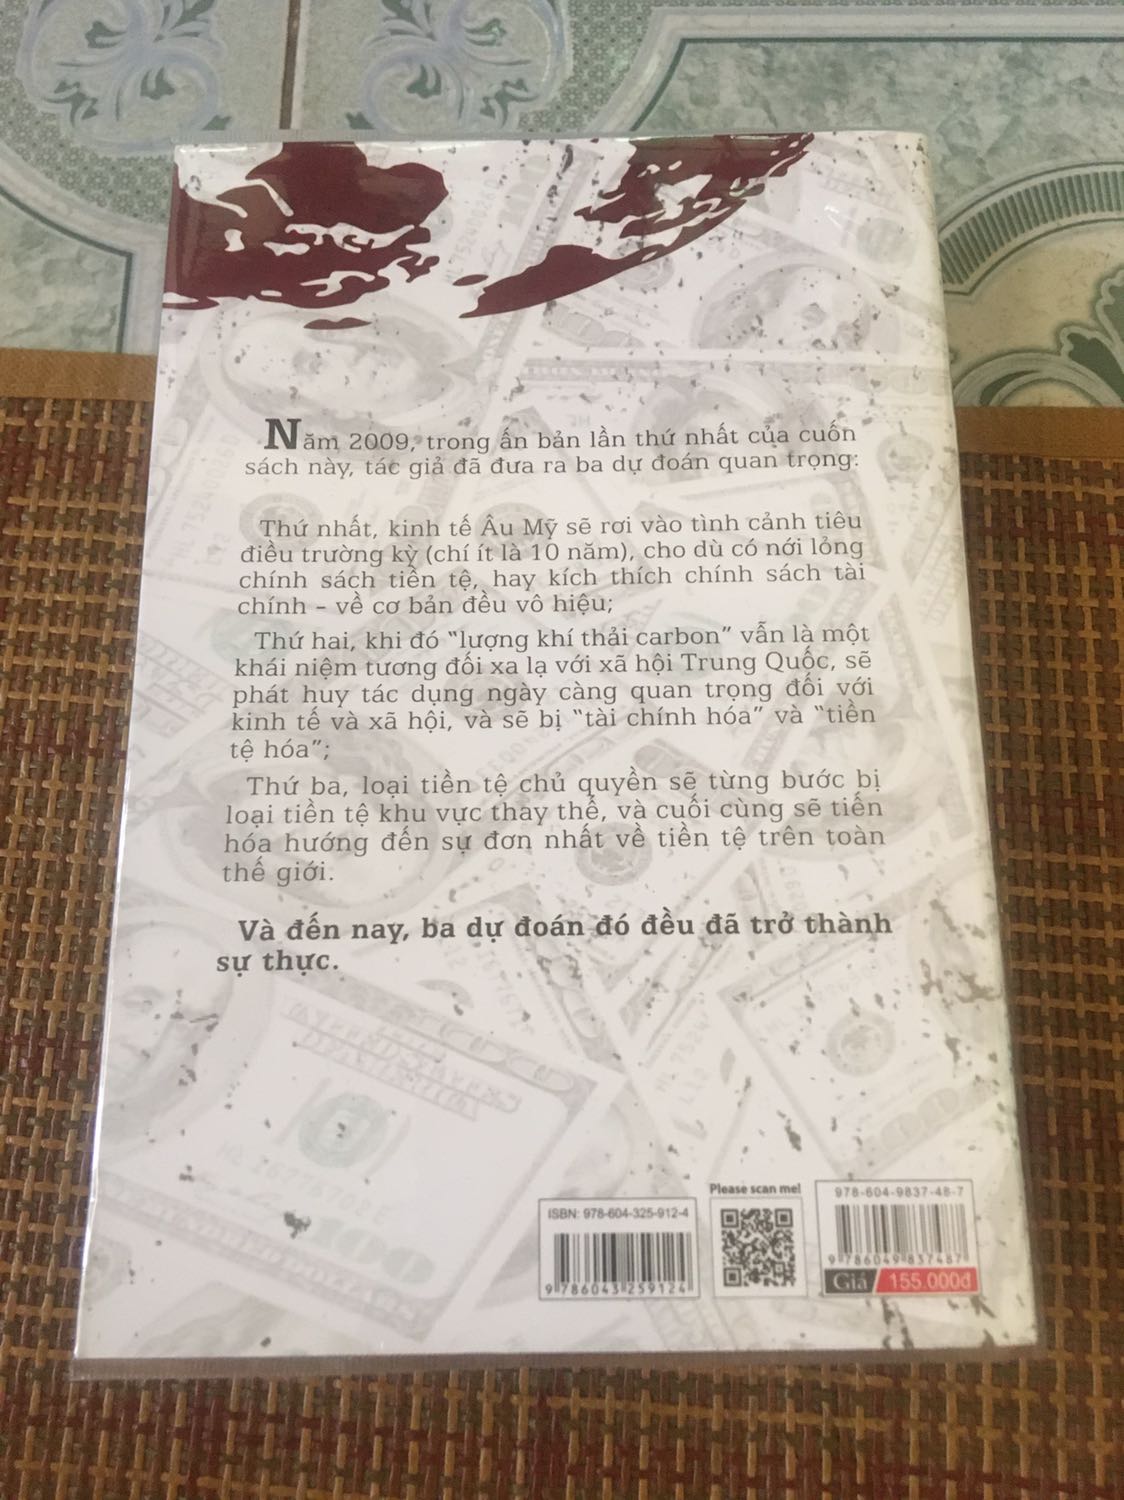 Năm 2009, trong ấn bản lần thứ nhất của cuốn
sách này, tác giả đã đưa ra ba dự đoán quan trọng:
Thứ nhất, kinh tế Âu Mỹ sẽ rơi vào tình cảnh tiêu
điều trường kỳ (chí ít là 10 năm), cho dù có nới lỏng
chính sách tiền tệ, hay kích thích chính sách tài
chính – về cơ bản đều vô hiệu;
Thứ hai, khi đó “lượng khí thải carbon” vẫn là một
khái niệm tương đối xa lạ với xã hội Trung Quốc, sẽ
phát huy tác dụng ngày càng quan trọng đối với
kinh tế và xã hội, và sẽ bị “tài chính hóa” và “tiền
tệ hóa”;
Thứ ba, loại tiền tệ chủ quyền sẽ từng bước bị
loại tiền tệ khu vực thay thế, và cuối cùng sẽ tiến
hóa hướng đến sự đơn nhất về tiền tệ trên toàn
thế giới.
Và đến nay, ba dự đoán đó đều đã trở thành
sự thực.
ISBN: 978-604-325-912-4
9 786043 259124
Please scan me!
978-604-9837-48-7
9 786049 837487
Giá 155.000đ